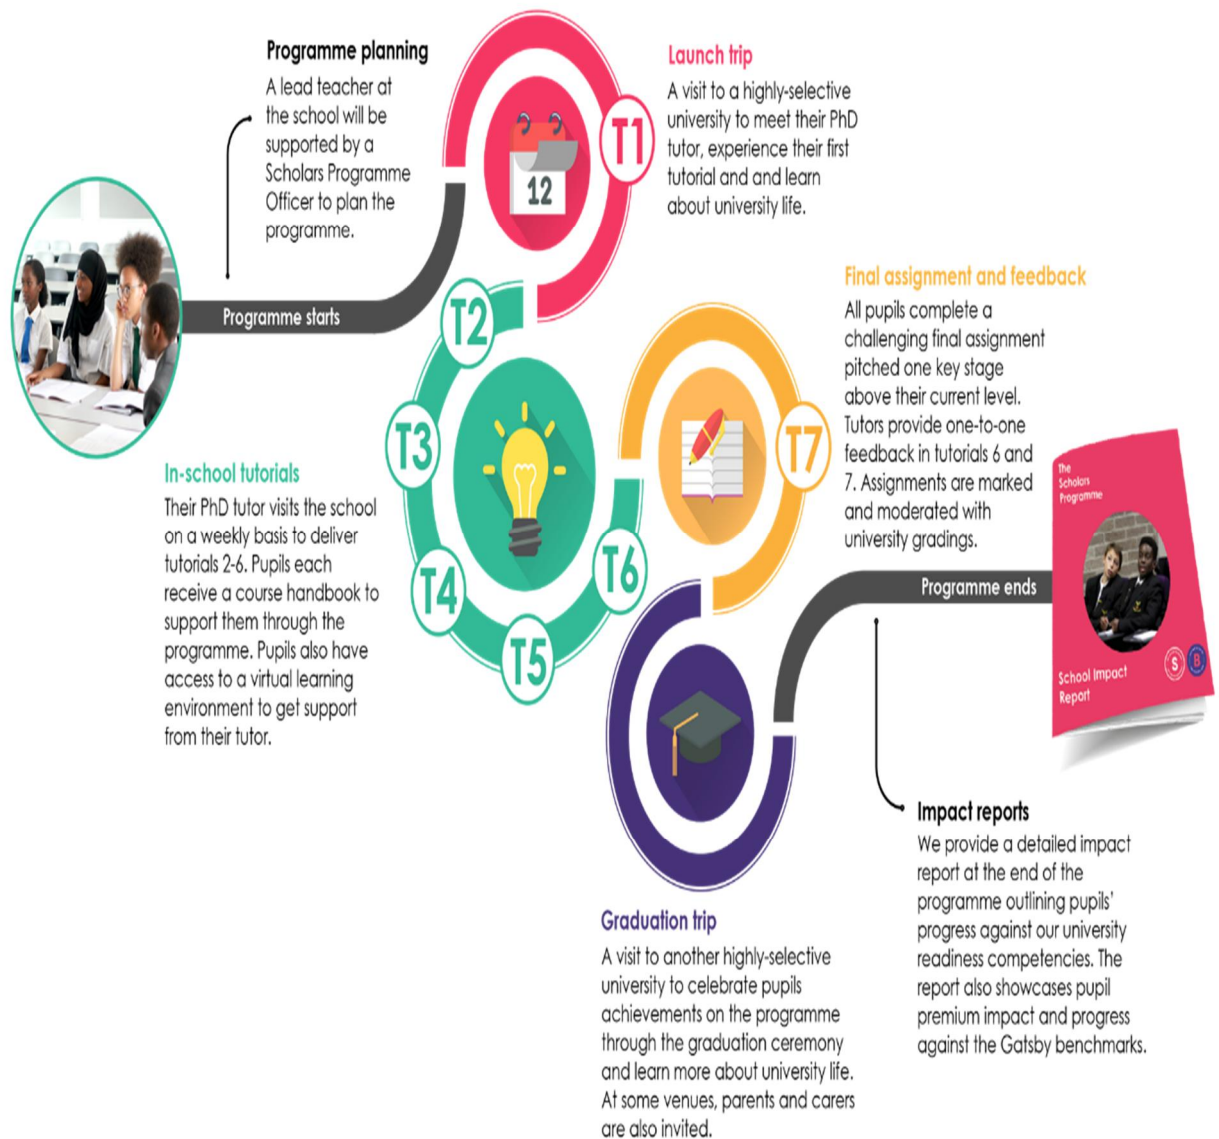 Programme planning
A lead teacher at
the school will be
supported by a
Scholars Programme
Officer to plan the
programme.
Programme starts
12
T1
Launch trip
A visit to a highly-selective
university to meet their PhD
tutor, experience their first
tutorial and and learn
about university life.
T2
T3
T4
T5
T6
In-school tutorials
Their PhD tutor visits the school
on a weekly basis to deliver
tutorials 2-6. Pupils each
receive a course handbook to
support them through the
programme. Pupils also have
access to a virtual learning
environment to get support
from their tutor.
T7
Final assignment and feedback
All pupils complete a
challenging final assignment
pitched one key stage
above their current level.
Tutors provide one-to-one
feedback in tutorials 6 and
7. Assignments are marked
and moderated with
university gradings.
Graduation trip
A visit to another highly-selective
university to celebrate pupils
achievements on the programme
through the graduation ceremony
and learn more about university life.
At some venues, parents and carers
are also invited.
Programme ends
The
Scholars
Programme
School Impact
Report
S
B
Impact reports
We provide a detailed impact
report at the end of the
programme outlining pupils'
progress against our university
readiness competencies. The
report also showcases pupil
premium impact and progress
against the Gatsby benchmarks.